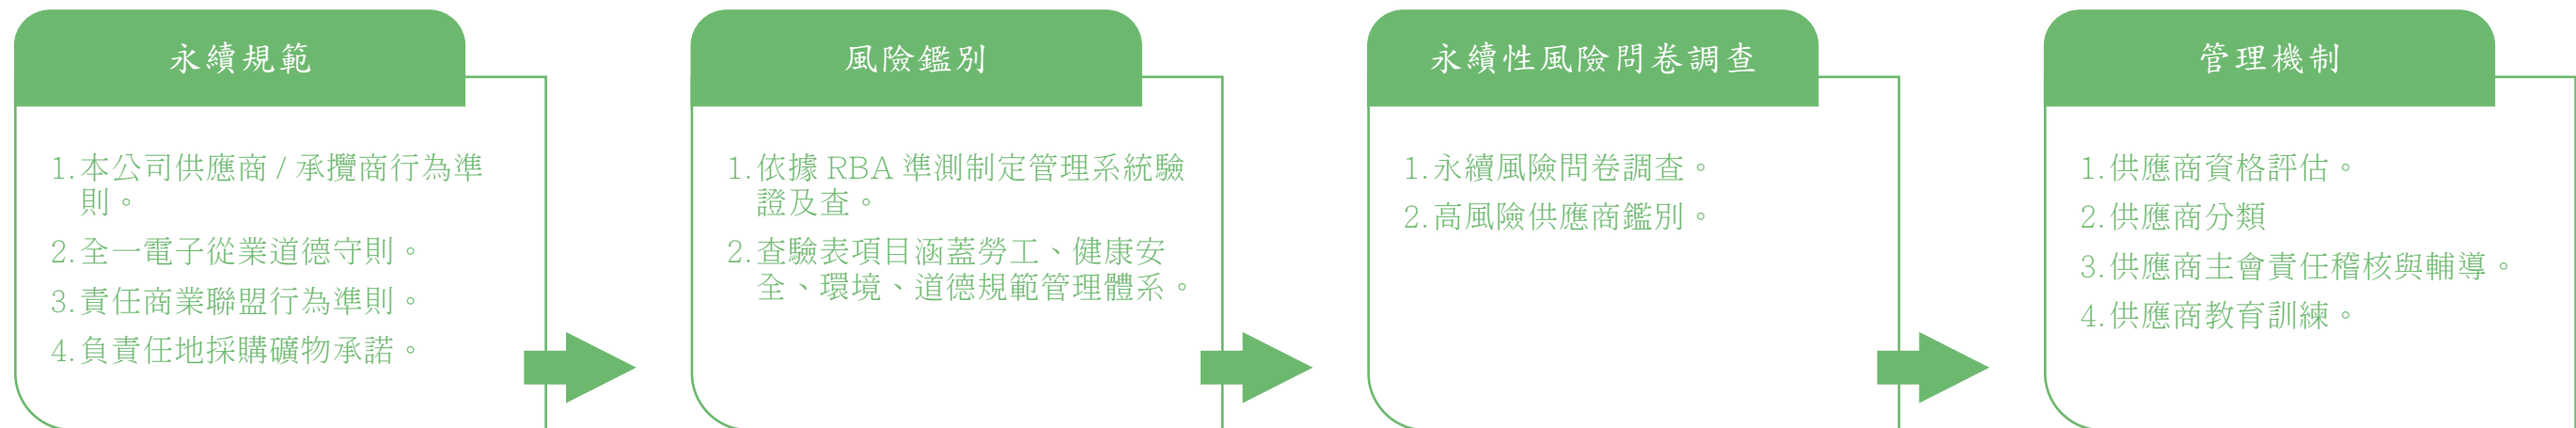 永續規範
1.本公司供應商 / 承攬商行為準
則。
2.全一電子從業道德守則。
3.責任商業聯盟行為準則。
4.負責任地採購礦物承諾。
風險鑑別
1.依據 RBA 準測制定管理系統驗
證及查。
2.查驗表項目涵蓋勞工、健康安
全、環境、道德規範管理體系。
永續性風險問卷調查
1.永續風險問卷調查。
2.高風險供應商鑑別。
管理機制
1.供應商資格評估。
2.供應商分類
3.供應商主會責任稽核與輔導。
4.供應商教育訓練。